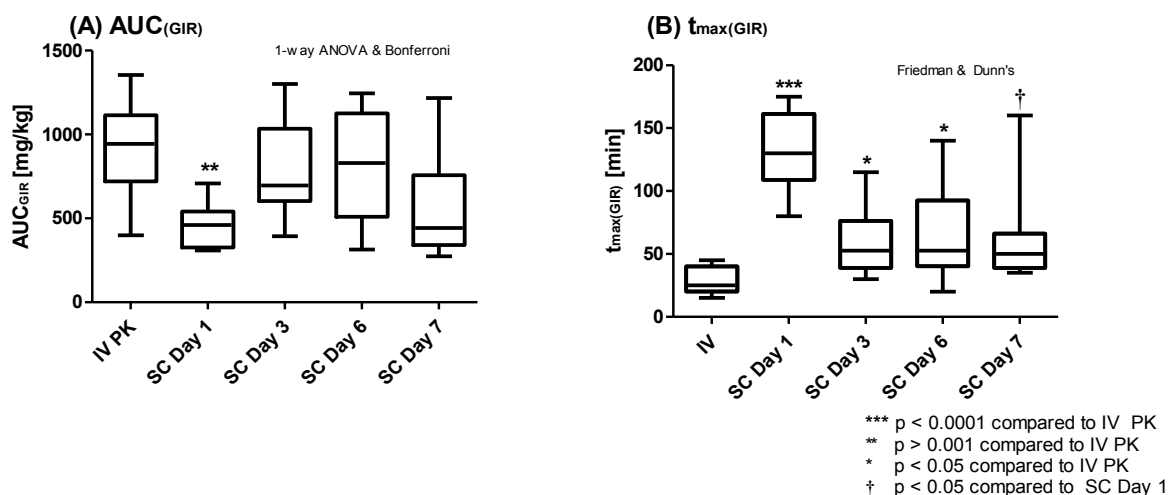 (A) AUC(GIR)
1-way ANOVA & Bonferroni
AUCGIR [mg/kg]
1500
1000
500
0
**
IV PK
SC Day 1
SC Day 3
SC Day 6
SC Day 7
(B) tmax(GIR)
Friedman & Dunn's
tmax(GIR) [min]
200
150
100
50
0
***
*
*
†
IV
SC Day 1
SC Day 3
SC Day 6
SC Day 7
*** p < 0.0001 compared to IV PK
** p > 0.001 compared to IV PK
* p < 0.05 compared to IV PK
† p < 0.05 compared to SC Day 1